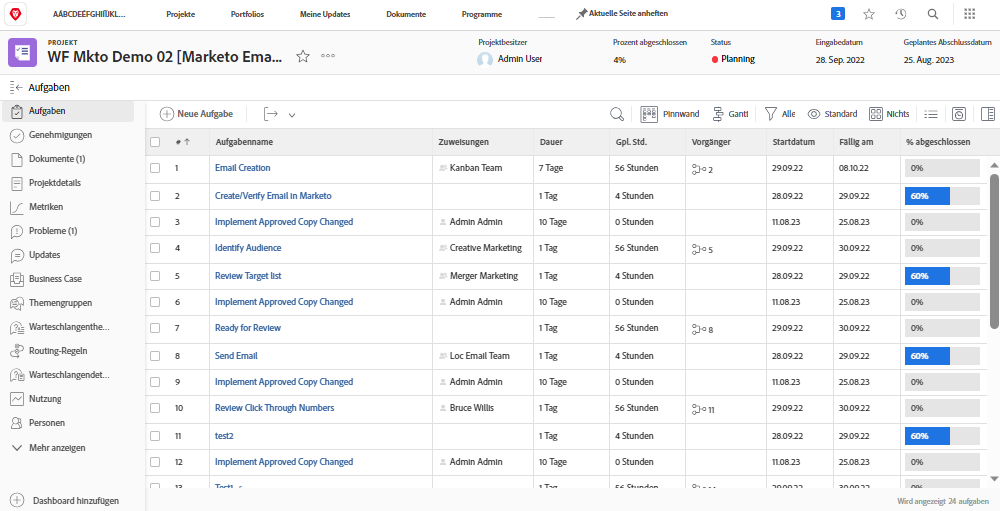 AÁBCDEÉFGHIÍIJKL...
Projekte
Portfolios
Meine Updates
Dokumente
Programme
Aktuelle Seite anheften
3
PROJEKT
WF Mkto Demo 02 [Marketo Ema...
Projektbesitzer
Admin User
Prozent abgeschlossen
4%
Status
Planning
Eingabedatum
28. Sep. 2022
Geplantes Abschlussdatum
25. Aug. 2023
Aufgaben
Aufgaben
Genehmigungen
Dokumente (1)
Projektdetails
Metriken
Probleme (1)
Updates
Business Case
Themengruppen
Warteschlangenthe...
Routing-Regeln
Warteschlangendet...
Nutzung
Personen
Mehr anzeigen
Dashboard hinzufügen
Neue Aufgabe
Pinnwand
Gantt
Alle
Standard
Nichts
# Aufgabenname Zuweisungen Dauer Gpl. Std. Vorgänger Startdatum Fällig am % abgeschlossen
1 Email Creation Kanban Team 7 Tage 56 Stunden 2 29.09.22 08.10.22 0%
2 Create/Verify Email in Marketo 1 Tag 4 Stunden 28.09.22 29.09.22 60%
3 Implement Approved Copy Changed Admin Admin 10 Tage 0 Stunden 11.08.23 25.08.23 0%
4 Identify Audience Creative Marketing 1 Tag 56 Stunden 5 29.09.22 30.09.22 0%
5 Review Target list Merger Marketing 1 Tag 4 Stunden 28.09.22 29.09.22 60%
6 Implement Approved Copy Changed Admin Admin 10 Tage 0 Stunden 11.08.23 25.08.23 0%
7 Ready for Review 1 Tag 56 Stunden 8 29.09.22 30.09.22 0%
8 Send Email Loc Email Team 1 Tag 4 Stunden 28.09.22 29.09.22 60%
9 Implement Approved Copy Changed Admin Admin 10 Tage 0 Stunden 11.08.23 25.08.23 0%
10 Review Click Through Numbers Bruce Willis 1 Tag 56 Stunden 11 29.09.22 30.09.22 0%
11 test2 1 Tag 4 Stunden 28.09.22 29.09.22 60%
12 Implement Approved Copy Changed Admin Admin 10 Tage 0 Stunden 11.08.23 25.08.23 0%
13 1 Tag 56 Stunden 29.09.22 30.09.22 0%
Wird angezeigt 24 aufgaben